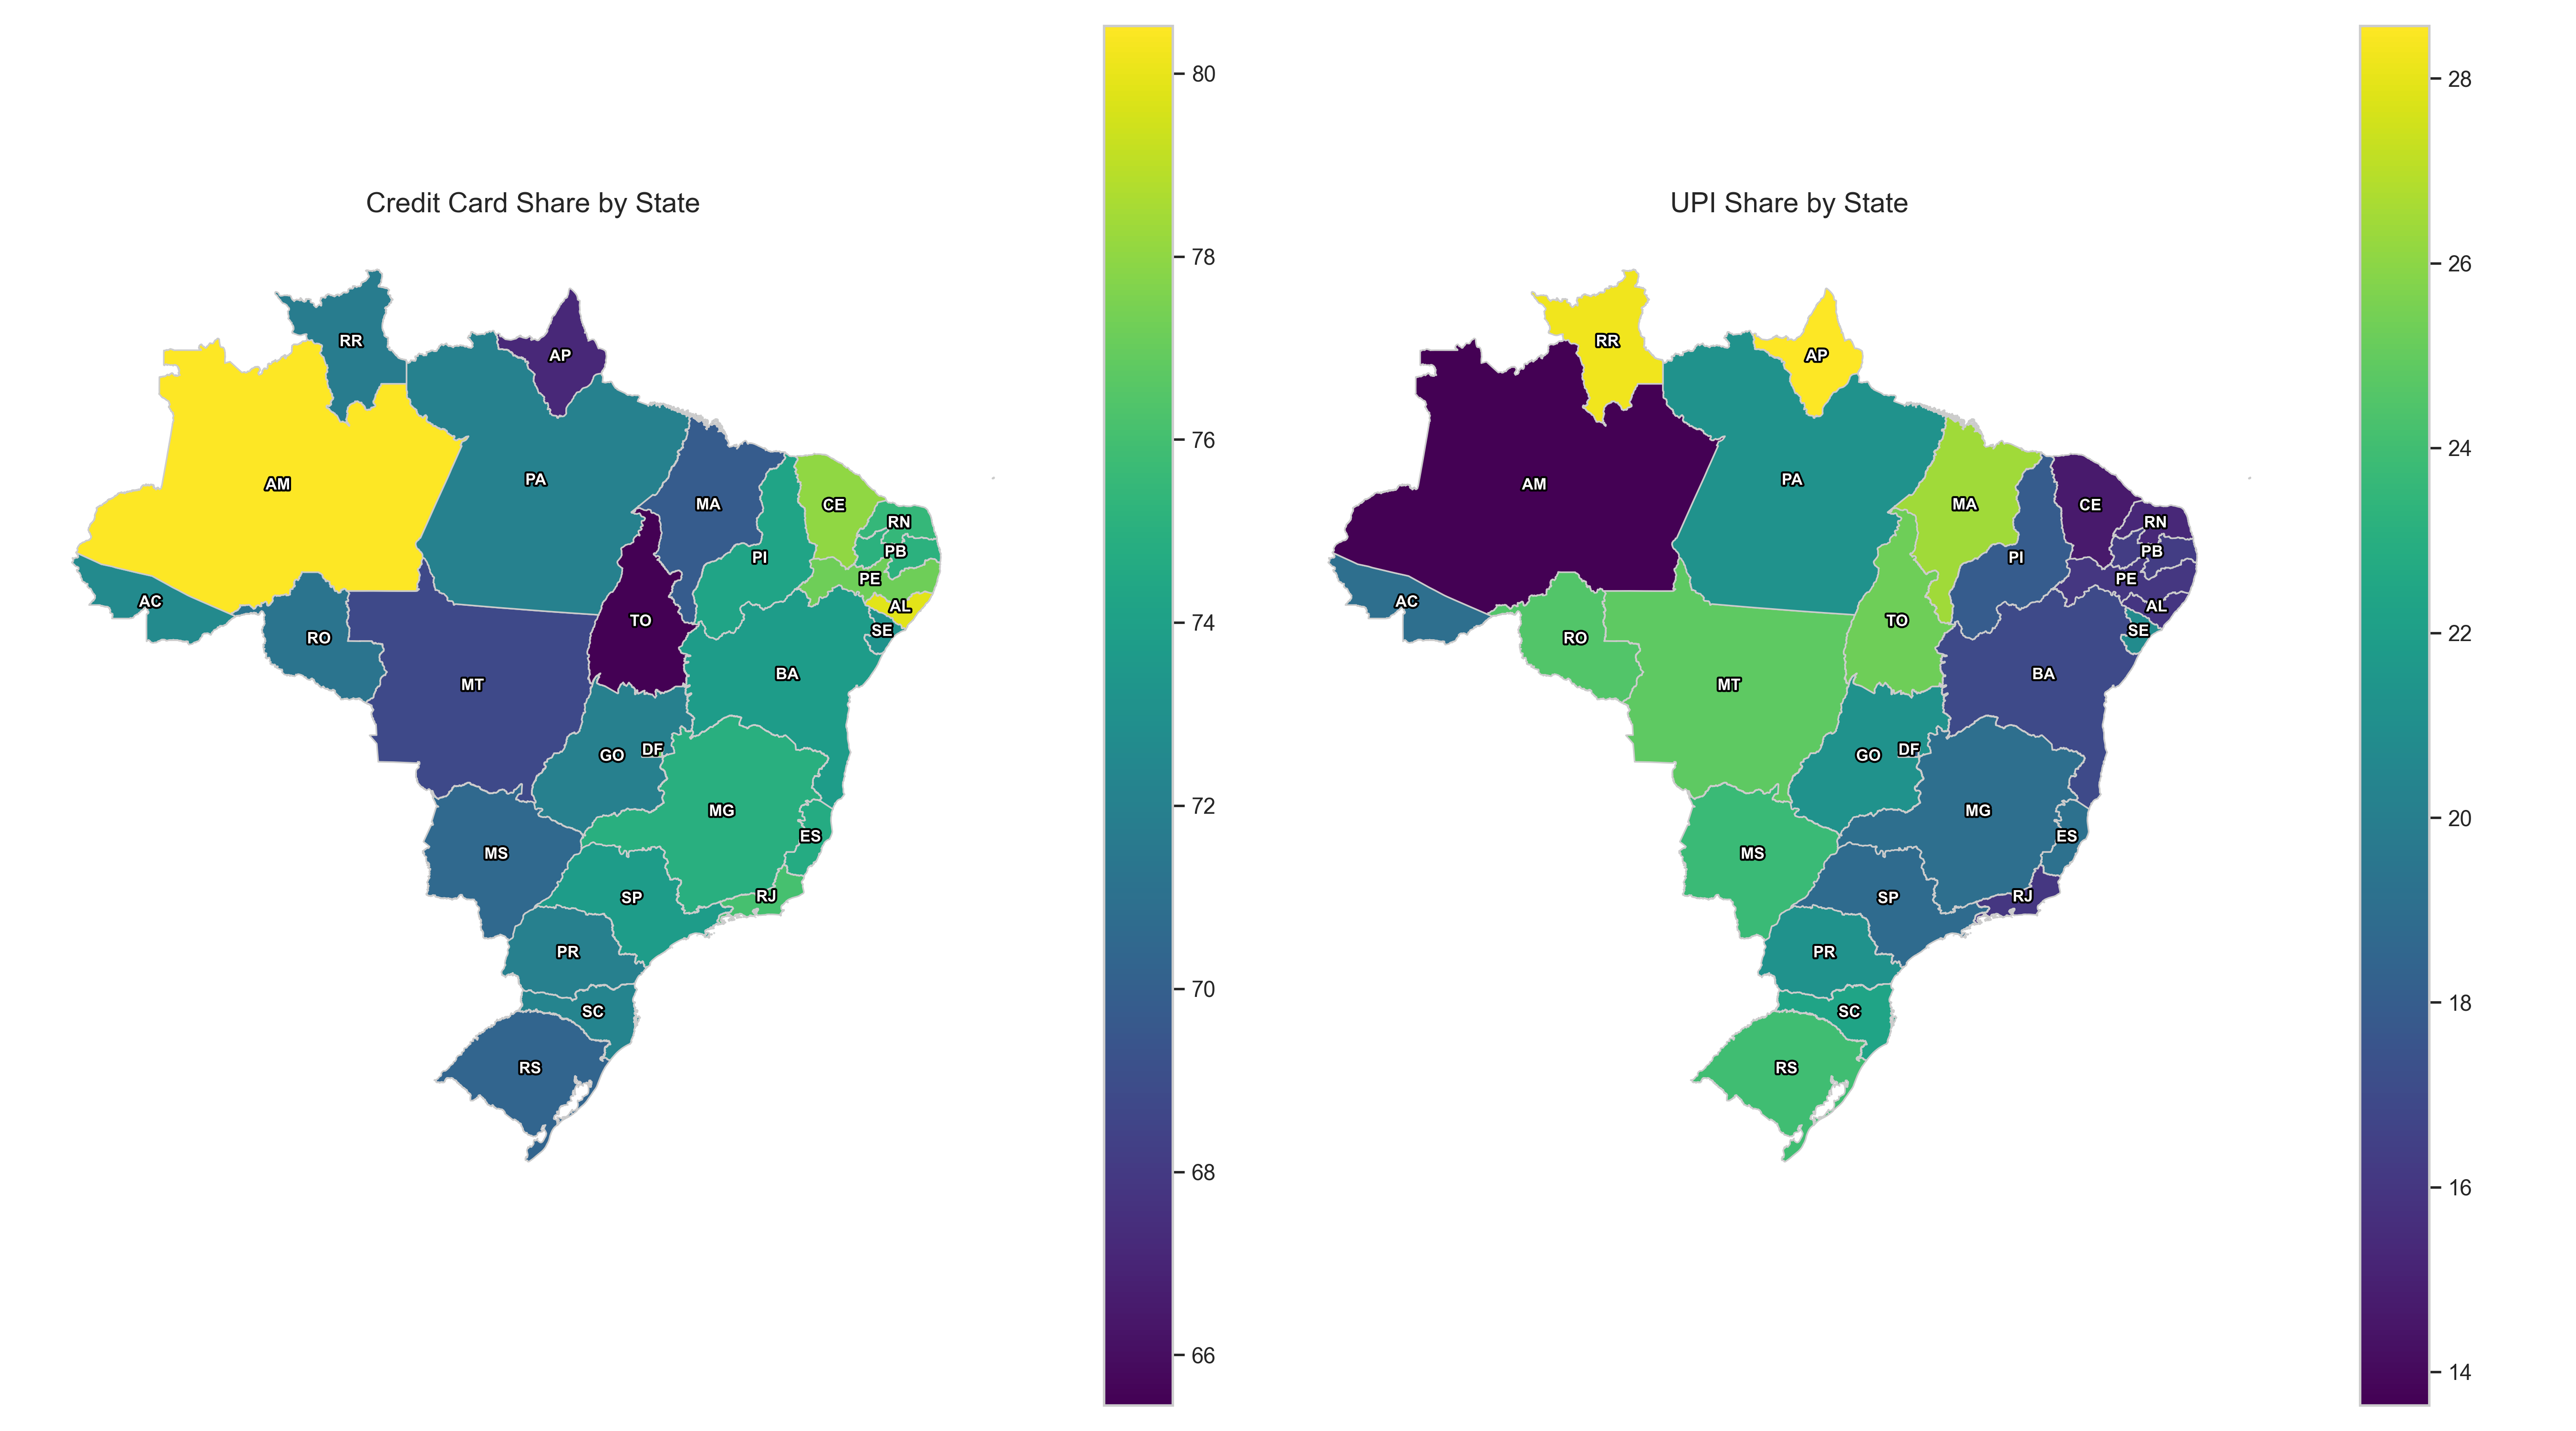 Credit Card Share by State
RR
AP
AM
PA
MA
CE
RN
PI
PB
PE
AC
AL
TO
SE
RO
BA
MT
GO
DF
MG
ES
MS
SP
RJ
PR
SC
RS
80
78
76
74
72
70
68
66
UPI Share by State
RR
AP
AM
PA
MA
CE
RN
PI
PB
PE
AC
AL
TO
SE
RO
BA
MT
GO
DF
MG
ES
MS
SP
RJ
PR
SC
RS
28
26
24
22
20
18
16
14